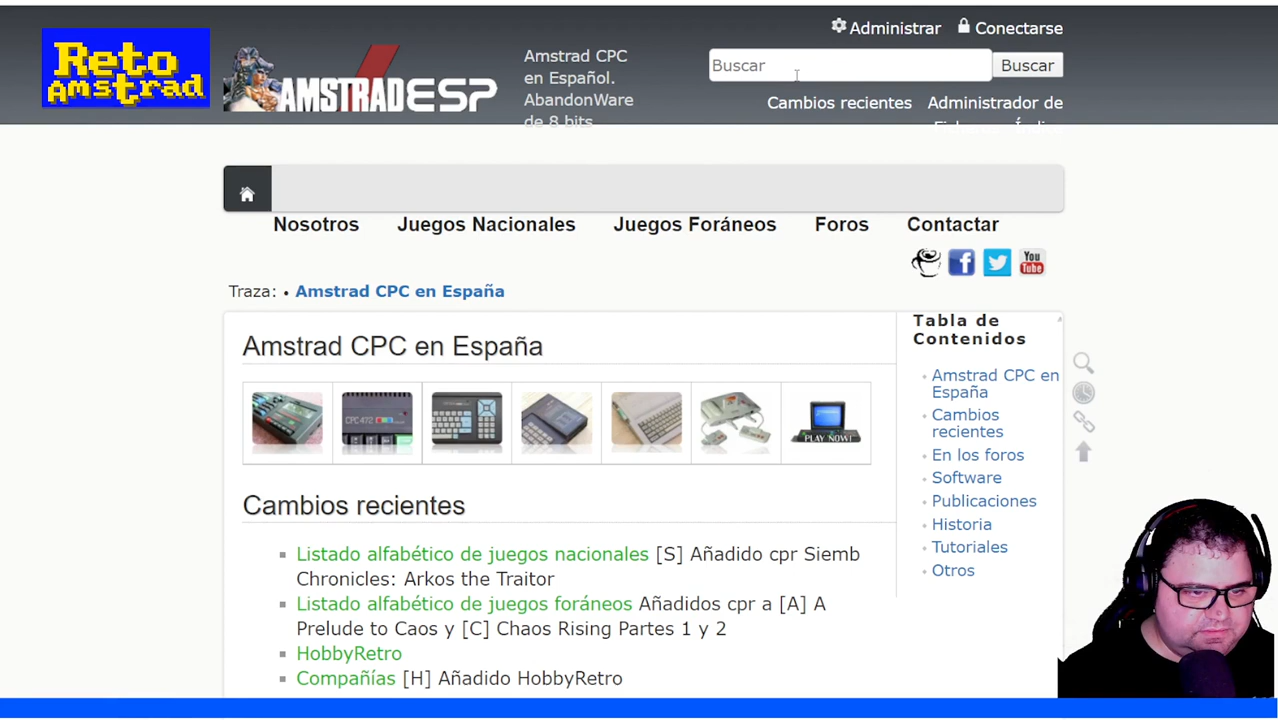 Reto
Amstrad
AMSTRADESP
Amstrad CPC
en Español.
AbandonWare
de 8 bits
Administrar
Conectarse
Buscar
Buscar
Cambios recientes
Administrador de
Ficheros
Índice
Nosotros
Juegos Nacionales
Juegos Foráneos
Foros
Contactar
You
Tube
Traza: • Amstrad CPC en España
Amstrad CPC en España
CPC472
PLAY NOW!
Cambios recientes
Listado alfabético de juegos nacionales [S] Añadido cpr Siemb
Chronicles: Arkos the Traitor
Listado alfabético de juegos foráneos Añadidos cpr a [A] A
Prelude to Caos y [C] Chaos Rising Partes 1 y 2
HobbyRetro
Compañías [H] Añadido HobbyRetro
Tabla de
Contenidos
Amstrad CPC en
España
Cambios
recientes
En los foros
Software
Publicaciones
Historia
Tutoriales
Otros